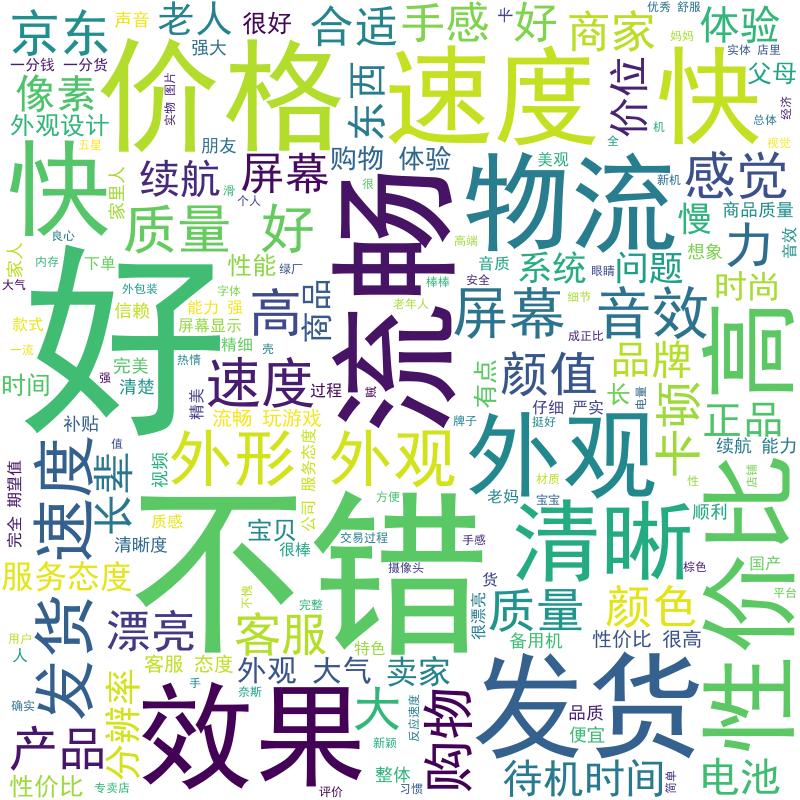 京东
声音
老人
很好
合适
手感
好
卡
优秀 舒服
商家
妈妈
体验
实体 店里
一分钱 一分货
强大
价格
速度
快
东西
价位
父母
像素
实物 图片
经济
外观设计
总体
五星
朋友
购物 体验
全
机
视觉
快
家里人
续航
屏幕
滑
个人
很
流畅
物流
美观
新机
感觉
质量 好
慢
商品质量
良心
家人
高端
力
音效
想象
内存
下单
性能
绿厂
音质
系统
眼睛
问题
大气
外包装
字体
棒棒
安全
细节
时尚
好
信赖
能力 强
高
商品
老年人
屏幕
音效
高
款式
屏幕显示
成正比
一流
精细
热情
壳
颜值
品牌
完美
时间
强
清楚
速度
过程
有点
长
电量
精美
仔细 严实
卡顿
正品
补贴
流畅 玩游戏
牌子
挺好
速度
值
外形
外观
外观
续航 能力
长辈
视频
公司 服务态度
材质
性
店铺
完全 期望值
老妈
宝宝
性价比
不错
方便
质感
宝贝
清晰
顺利
清晰度
很棒
交易过程
手感
摄像头
棕色
国产
服务态度
货
平台
发货
漂亮
客服
不愧
完整
很漂亮
质量
颜色
用户
人
特色
备用机
性价比 很高
分辨率
客服 态度
外观 大气
卖家
手
奈斯
发货
确实
效果
大
反应速度
购物
品质
产品
新颖
便宜
性价比
专卖店
整体
评价
习惯
待机时间
简单
电池